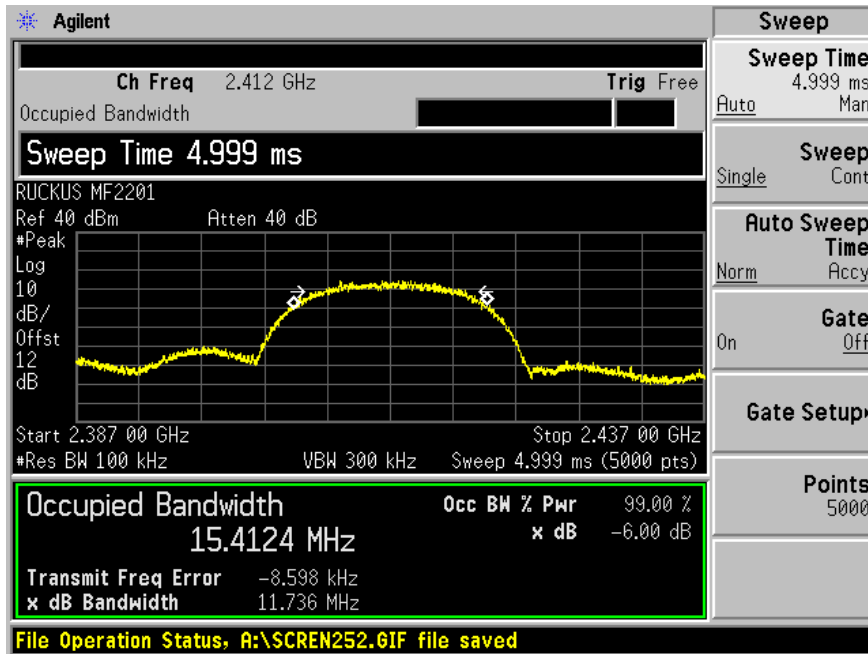 Agilent
Sweep
Ch Freq 2.412 GHz Trig Free
Occupied Bandwidth
Sweep Time 4.999 ms
RUCKUS MF2201
Ref 40 dBm Atten 40 dB
#Peak
Log
10
dB/
Offst
12
dB
Start 2.387 00 GHz Stop 2.437 00 GHz
#Res BW 100 kHz VBW 300 kHz Sweep 4.999 ms (5000 pts)
Occupied Bandwidth Occ BW % Pwr 99.00 %
15.4124 MHz x dB -6.00 dB
Transmit Freq Error -8.598 kHz
x dB Bandwidth 11.736 MHz
File Operation Status, A:\SCREN252.GIF file saved
Sweep Time
4.999 ms
Auto Man
Sweep
Single Cont
Auto Sweep
Time
Norm Accy
Gate
On Off
Gate Setup
Points
5000